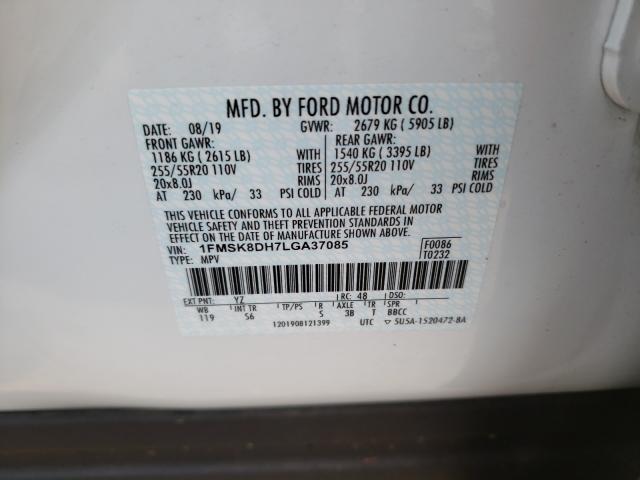 MFD. BY FORD MOTOR CO.
DATE: 08/19 GVWR: 2679 KG ( 5905 LB)
FRONT GAWR: REAR GAWR:
1186 KG ( 2615 LB) WITH 1540 KG ( 3395 LB) WITH
255/55R20 110V TIRES 255/55R20 110V TIRES
20x8.0J RIMS 20x8.0J RIMS
AT 230 kPa/ 33 PSI COLD AT 230 kPa/ 33 PSI COLD
THIS VEHICLE CONFORMS TO ALL APPLICABLE FEDERAL MOTOR
VEHICLE SAFETY AND THEFT PREVENTION STANDARDS IN
EFFECT ON THE DATE OF MANUFACTURE SHOWN ABOVE.
VIN: 1FMSK8DH7LGA37085 F0086
TYPE: MPV T0232
EXT PNT: YZ RC: 48 DSO:
WB INT TR TP/PS R AXLE TR SPR
119 S6 S 3B T BBCC
1201908121399 UTC ▽ 5U5A-1520472-BA